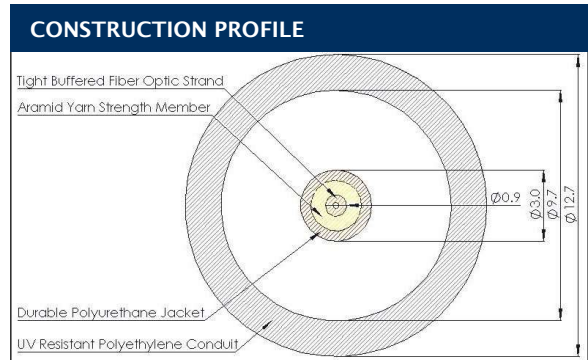 CONSTRUCTION PROFILE
Tight Buffered Fiber Optic Strand
Aramid Yarn Strength Member
Ø0.9
Ø3.0
Ø9.7
Ø12.7
Durable Polyurethane Jacket
UV Resistant Polyethylene Conduit